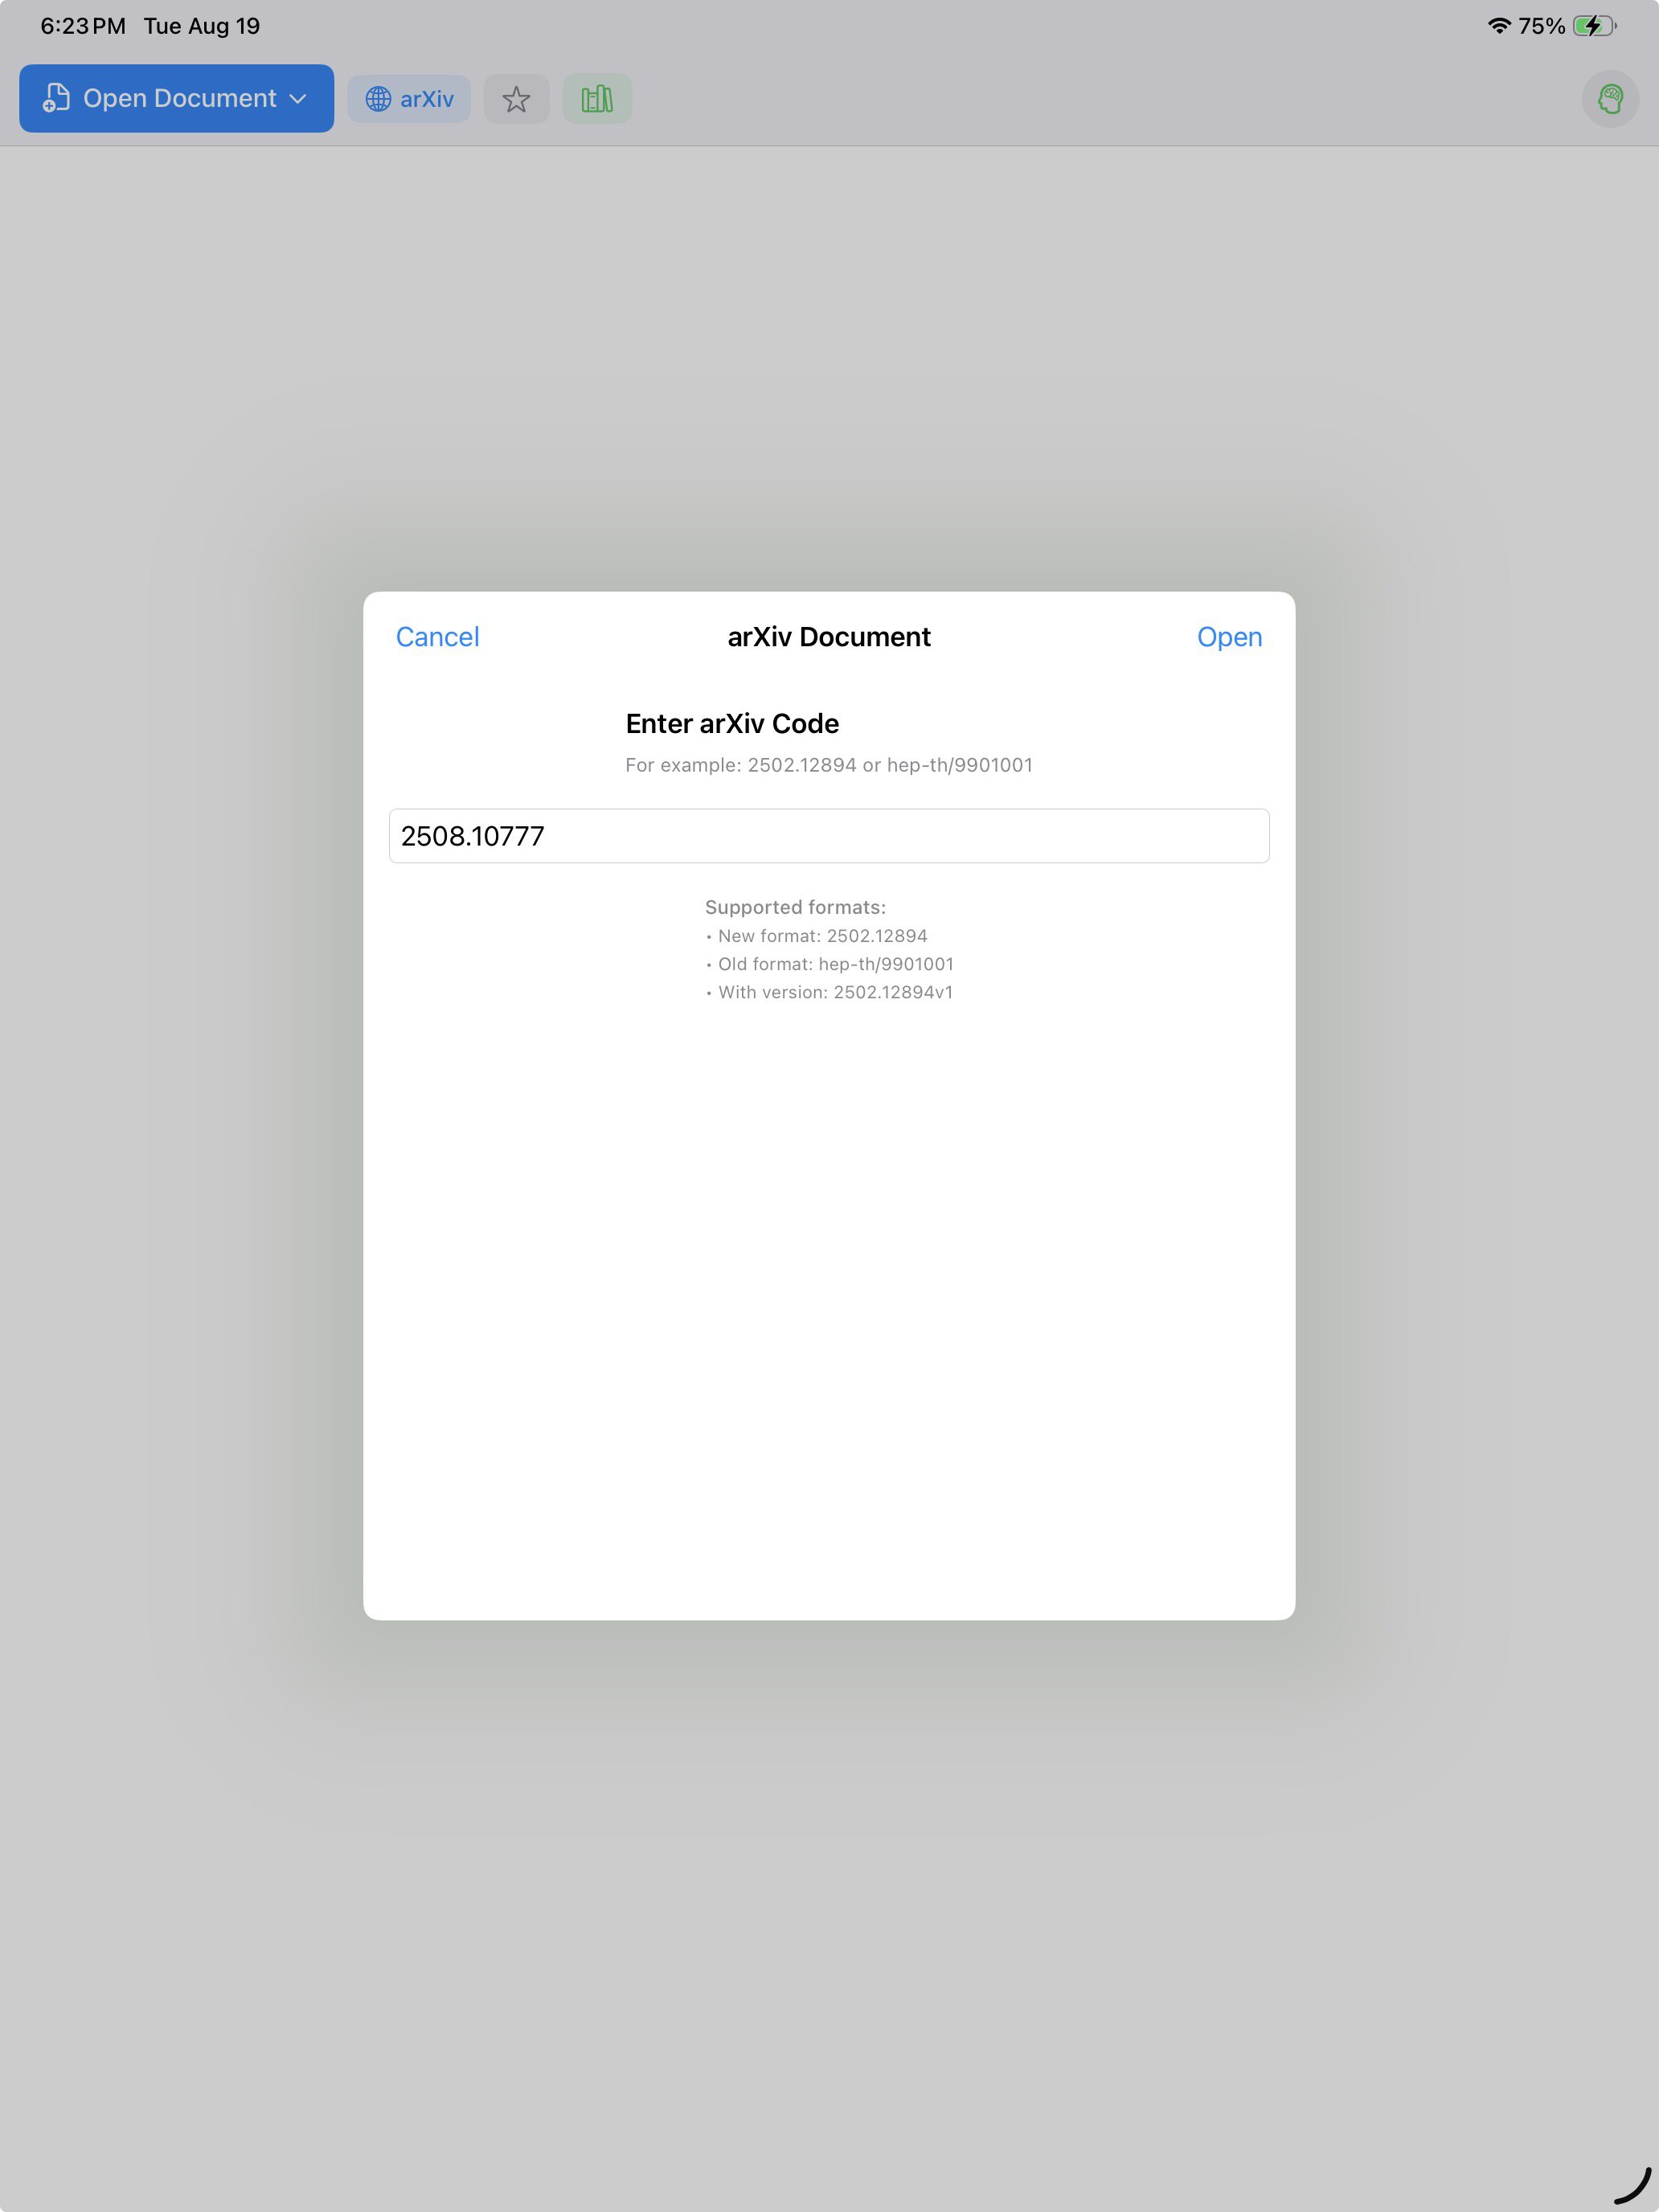 6:23 PM Tue Aug 19 75%
Open Document arXiv
Cancel arXiv Document Open
Enter arXiv Code
For example: 2502.12894 or hep-th/9901001
2508.10777
Supported formats:
• New format: 2502.12894
• Old format: hep-th/9901001
• With version: 2502.12894v1